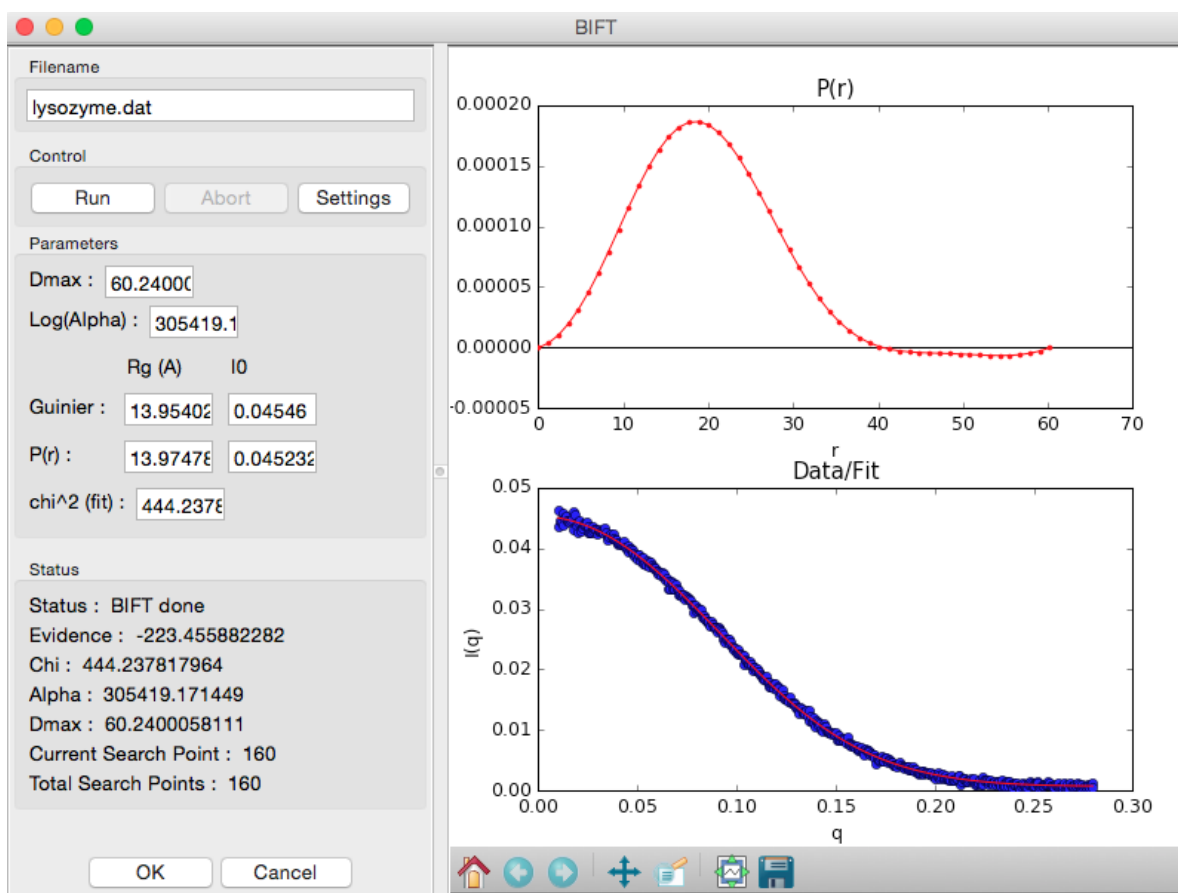 BIFT
Filename
lysozyme.dat
Control
Run Abort Settings
Parameters
Dmax : 60.2400(
Log(Alpha) : 305419.1
Rg (A) I0
Guinier : 13.95402 0.04546
P(r) : 13.97478 0.045232
chi^2 (fit) : 444.2378
Status
Status : BIFT done
Evidence : -223.455882282
Chi : 444.237817964
Alpha : 305419.171449
Dmax : 60.2400058111
Current Search Point : 160
Total Search Points : 160
OK Cancel
P(r)
0.00020
0.00015
0.00010
0.00005
0.00000
-0.00005
0 10 20 30 40 50 60 70
r
Data/Fit
0.05
0.04
0.03
0.02
0.01
0.00
I(q)
0.00 0.05 0.10 0.15 0.20 0.25 0.30
q